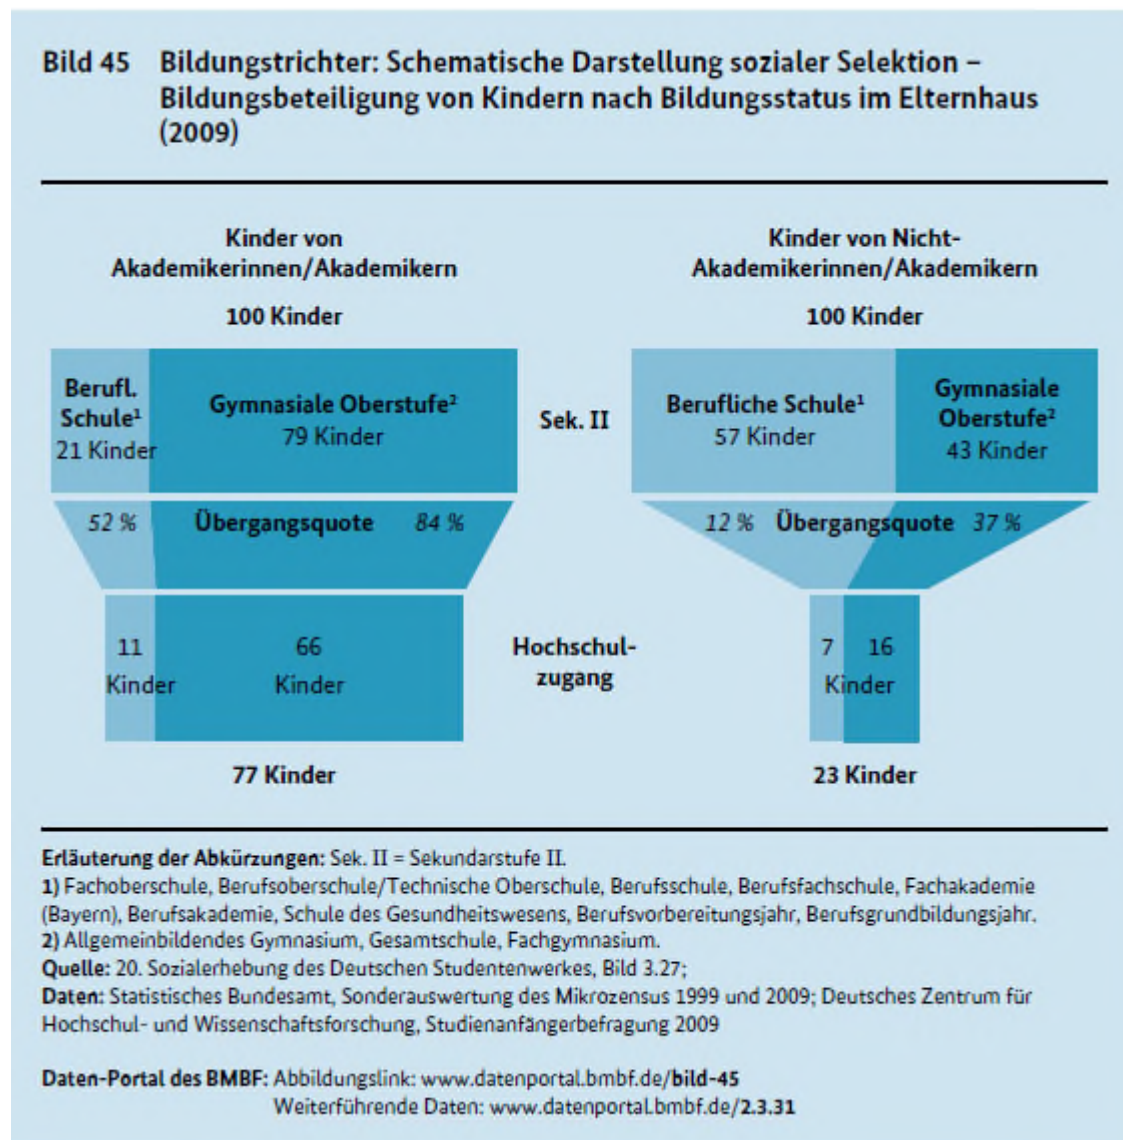 Bild 45 Bildungstrichter: Schematische Darstellung sozialer Selektion –
Bildungsbeteiligung von Kindern nach Bildungsstatus im Elternhaus
(2009)
Kinder von
Akademikerinnen/Akademikern
100 Kinder
Kinder von Nicht-
Akademikerinnen/Akademikern
100 Kinder
Berufl.
Schule¹
21 Kinder
Gymnasiale Oberstufe²
79 Kinder
Sek. II
Berufliche Schule¹
57 Kinder
Gymnasiale
Oberstufe²
43 Kinder
52 % Übergangsquote 84 %
12 % Übergangsquote 37 %
11
Kinder
66
Kinder
Hochschul-
zugang
7 16
Kinder
77 Kinder
23 Kinder
Erläuterung der Abkürzungen: Sek. II = Sekundarstufe II.
1) Fachoberschule, Berufsoberschule/Technische Oberschule, Berufsschule, Berufsfachschule, Fachakademie
(Bayern), Berufsakademie, Schule des Gesundheitswesens, Berufsvorbereitungsjahr, Berufsgrundbildungsjahr.
2) Allgemeinbildendes Gymnasium, Gesamtschule, Fachgymnasium.
Quelle: 20. Sozialerhebung des Deutschen Studentenwerkes, Bild 3.27;
Daten: Statistisches Bundesamt, Sonderauswertung des Mikrozensus 1999 und 2009; Deutsches Zentrum für
Hochschul- und Wissenschaftsforschung, Studienanfängerbefragung 2009
Daten-Portal des BMBF: Abbildungslink: www.datenportal.bmbf.de/bild-45
Weiterführende Daten: www.datenportal.bmbf.de/2.3.31